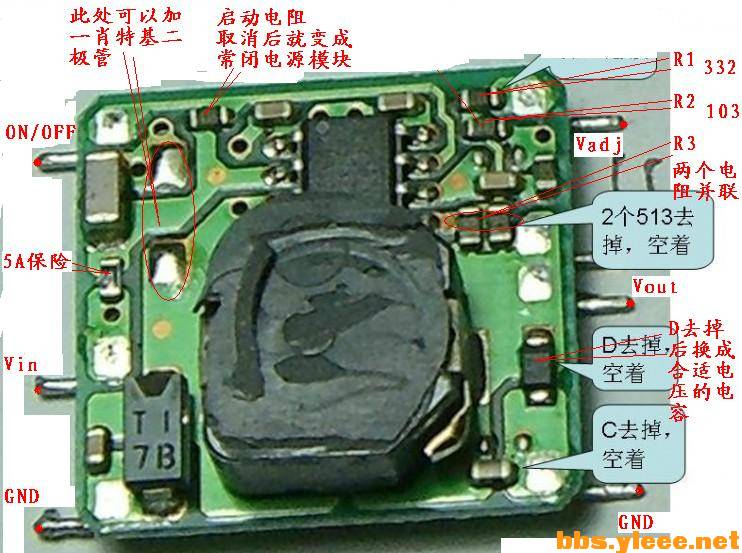 此处可以加
一肖特基二
极管
启动电阻
取消后就变成
常闭电源模块
R1
332
R2
103
R3
ON/OFF
Vadj
两个电
阻并联
2个513去
掉，空着
5A保险
Vout
D去掉，
空着
D去掉
后换成
合适电
压的电
容
Vin
T1
7B
C去掉，
空着
GND
GND
bbs.yleee.net